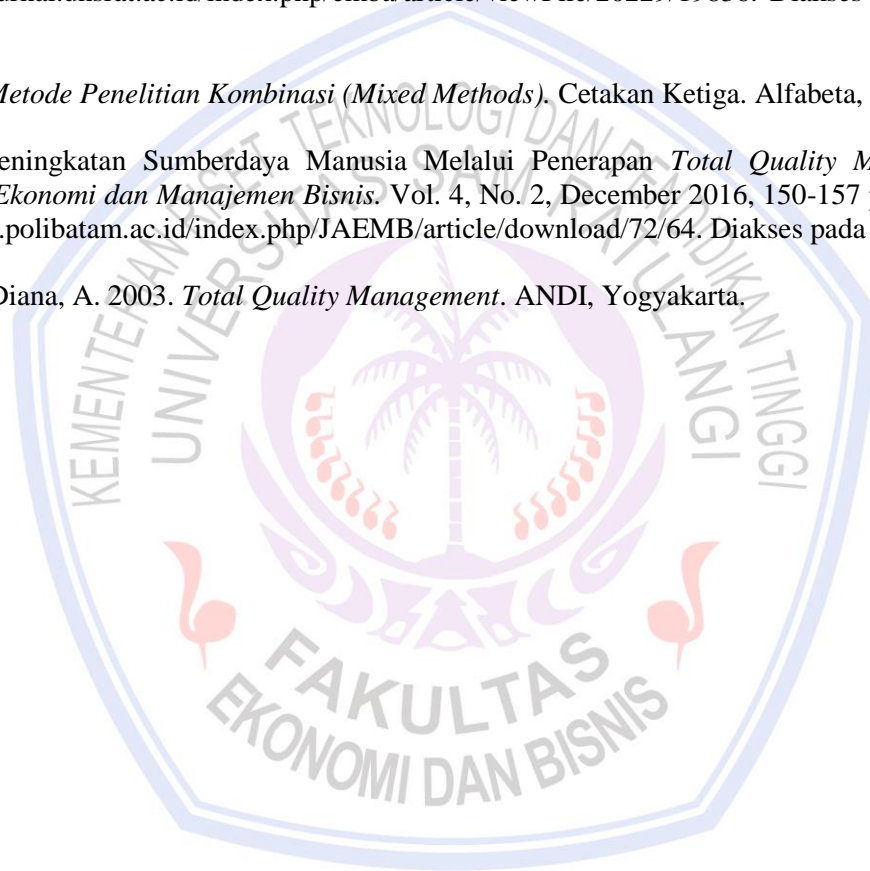 Metode Penelitian Kombinasi (Mixed Methods). Cetakan Ketiga. Alfabeta,
eningkatan Sumberdaya Manusia Melalui Penerapan Total Quality M
Ekonomi dan Manajemen Bisnis. Vol. 4, No. 2, December 2016, 150-157
.polibatam.ac.id/index.php/JAEMB/article/download/72/64. Diakses pada
Diana, A. 2003. Total Quality Management. ANDI, Yogyakarta.
KEMENTEKAN RISET TEKNOLOGI DAN PENDIDIKAN TINGGI
UNIVERSITAS SAM RATULANGI
FAKULTAS
EKONOMI DAN BISNIS